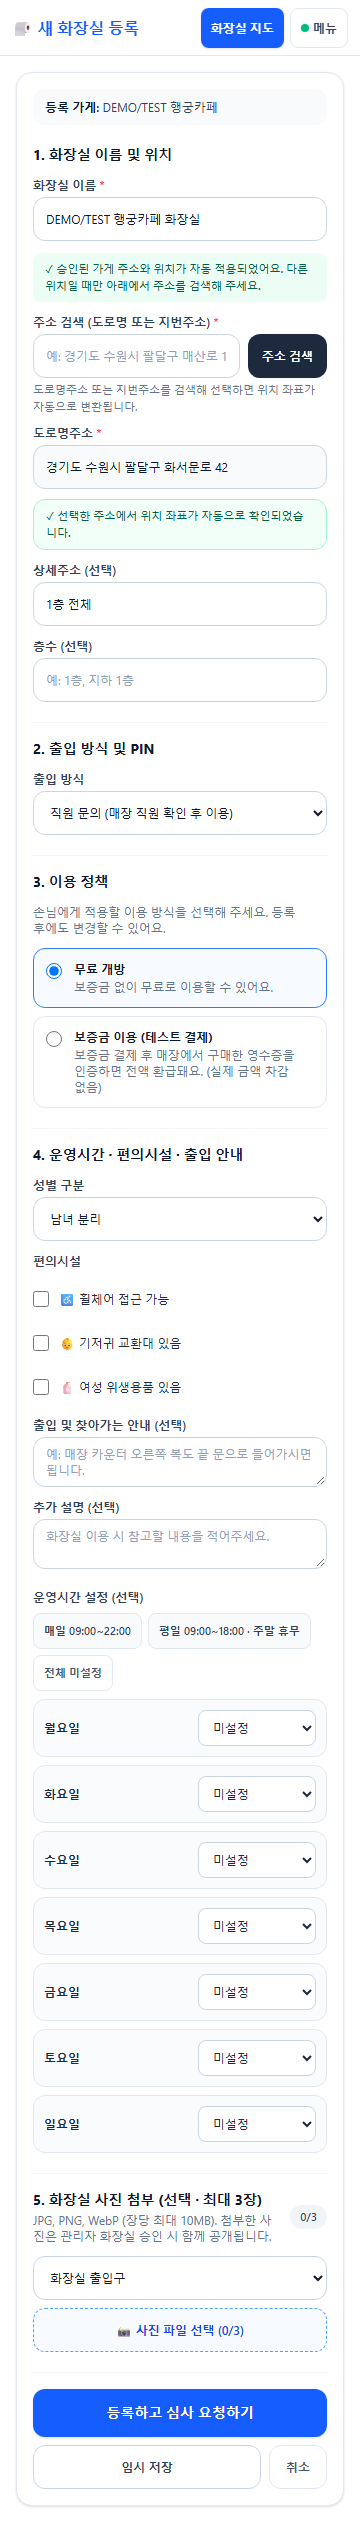 새 화장실 등록
화장실 지도
메뉴
등록 가게: DEMO/TEST 행궁카페
1. 화장실 이름 및 위치
화장실 이름 *
DEMO/TEST 행궁카페 화장실
✓ 승인된 가게 주소와 위치가 자동 적용되었어요. 다른
위치일 때만 아래에서 주소를 검색해 주세요.
주소 검색 (도로명 또는 지번주소) *
예: 경기도 수원시 팔달구 매산로 1
주소 검색
도로명주소 또는 지번주소를 검색해 선택하면 위치 좌표가
자동으로 변환됩니다.
도로명주소 *
경기도 수원시 팔달구 화서문로 42
✓ 선택한 주소에서 위치 좌표가 자동으로 확인되었습
니다.
상세주소 (선택)
1층 전체
층수 (선택)
예: 1층, 지하 1층
2. 출입 방식 및 PIN
출입 방식
직원 문의 (매장 직원 확인 후 이용)
3. 이용 정책
손님에게 적용할 이용 방식을 선택해 주세요. 등록
후에도 변경할 수 있어요.
무료 개방
보증금 없이 무료로 이용할 수 있어요.
보증금 이용 (테스트 결제)
보증금 결제 후 매장에서 구매한 영수증을
인증하면 전액 환급돼요. (실제 금액 차감
없음)
4. 운영시간 · 편의시설 · 출입 안내
성별 구분
남녀 분리
편의시설
휠체어 접근 가능
기저귀 교환대 있음
여성 위생용품 있음
출입 및 찾아가는 안내 (선택)
예: 매장 카운터 오른쪽 복도 끝 문으로 들어가시면
됩니다.
추가 설명 (선택)
화장실 이용 시 참고할 내용을 적어주세요.
운영시간 설정 (선택)
매일 09:00~22:00
평일 09:00~18:00 · 주말 휴무
전체 미설정
월요일
미설정
화요일
미설정
수요일
미설정
목요일
미설정
금요일
미설정
토요일
미설정
일요일
미설정
5. 화장실 사진 첨부 (선택 · 최대 3장)
JPG, PNG, WebP (장당 최대 10MB). 첨부한 사
진은 관리자 화장실 승인 시 함께 공개됩니다.
0/3
화장실 출입구
사진 파일 선택 (0/3)
등록하고 심사 요청하기
임시 저장
취소